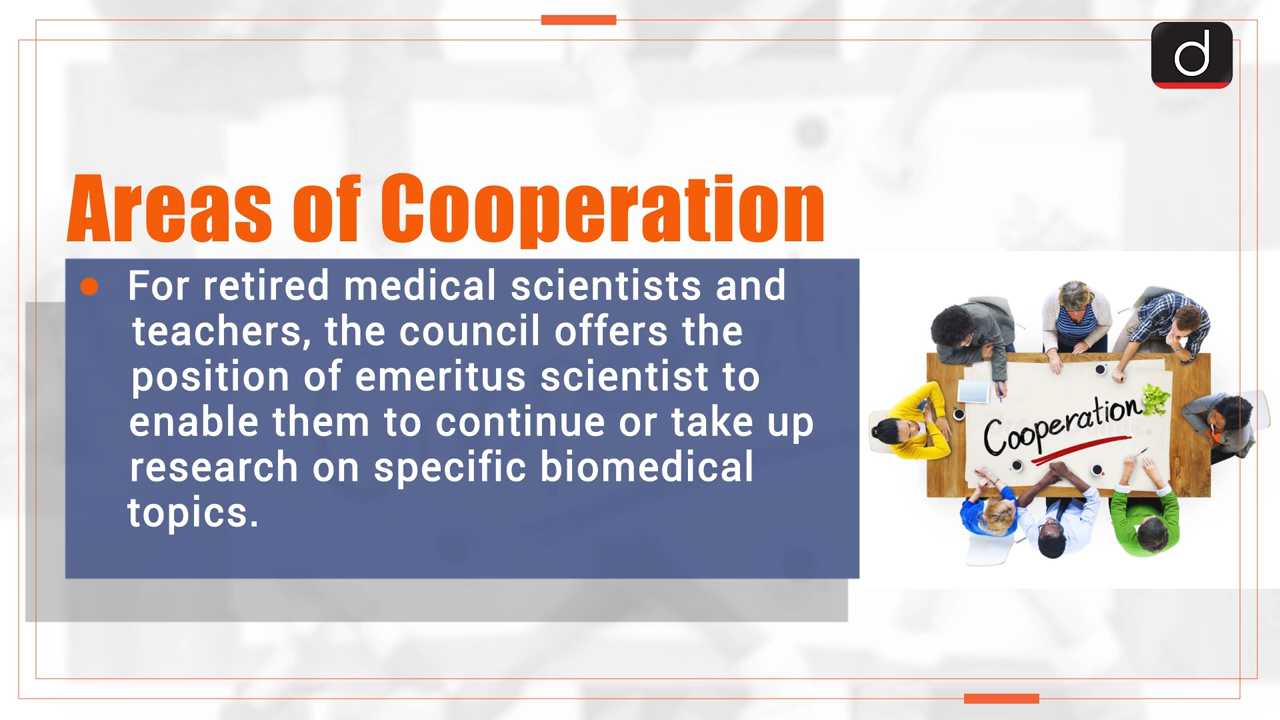 d
Areas of Cooperation
• For retired medical scientists and
teachers, the council offers the
position of emeritus scientist to
enable them to continue or take up
research on specific biomedical
topics.
Cooperation